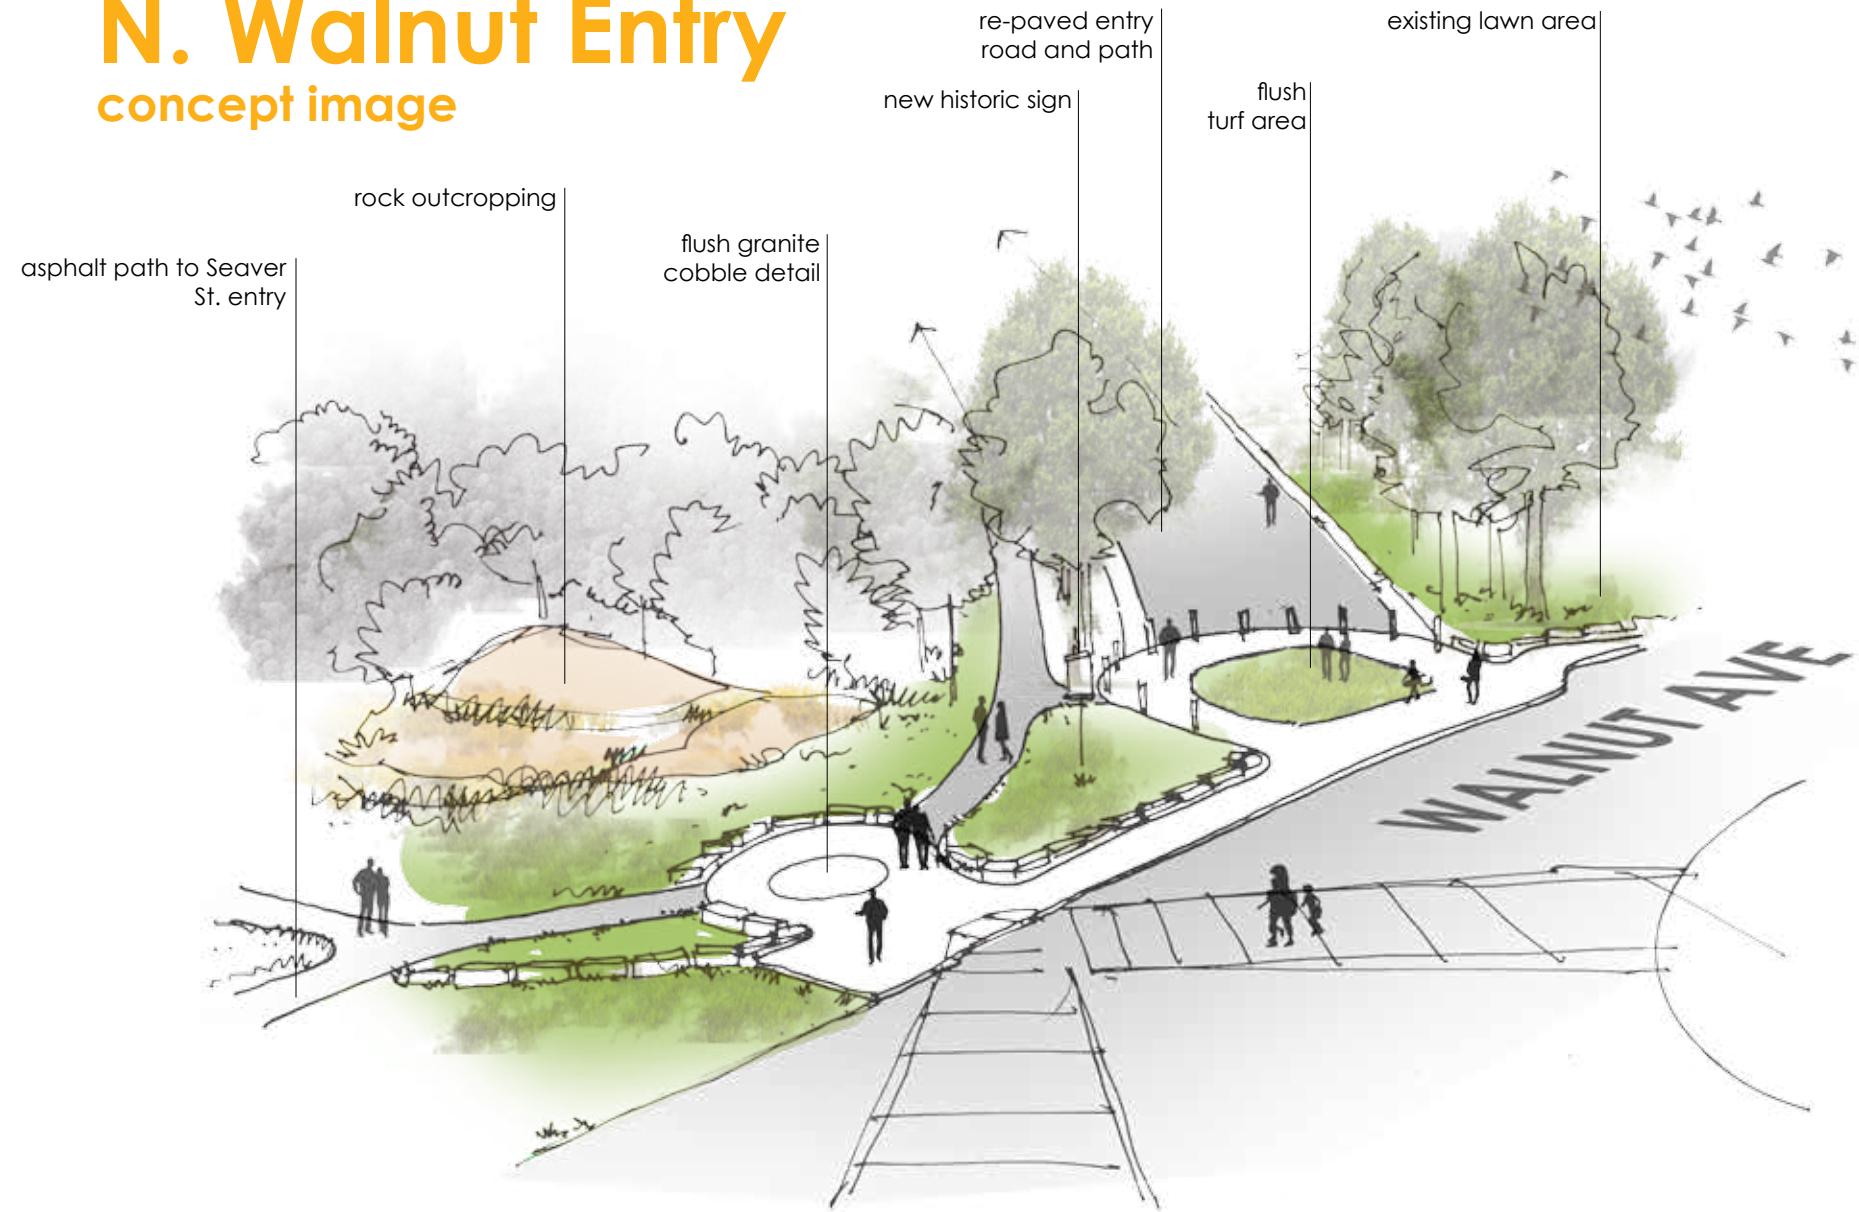 N. Walnut Entry
concept image
re-paved entry
road and path
existing lawn area
new historic sign
flush
turf area
rock outcropping
flush granite
cobble detail
asphalt path to Seaver
St. entry
WALNUT AVE